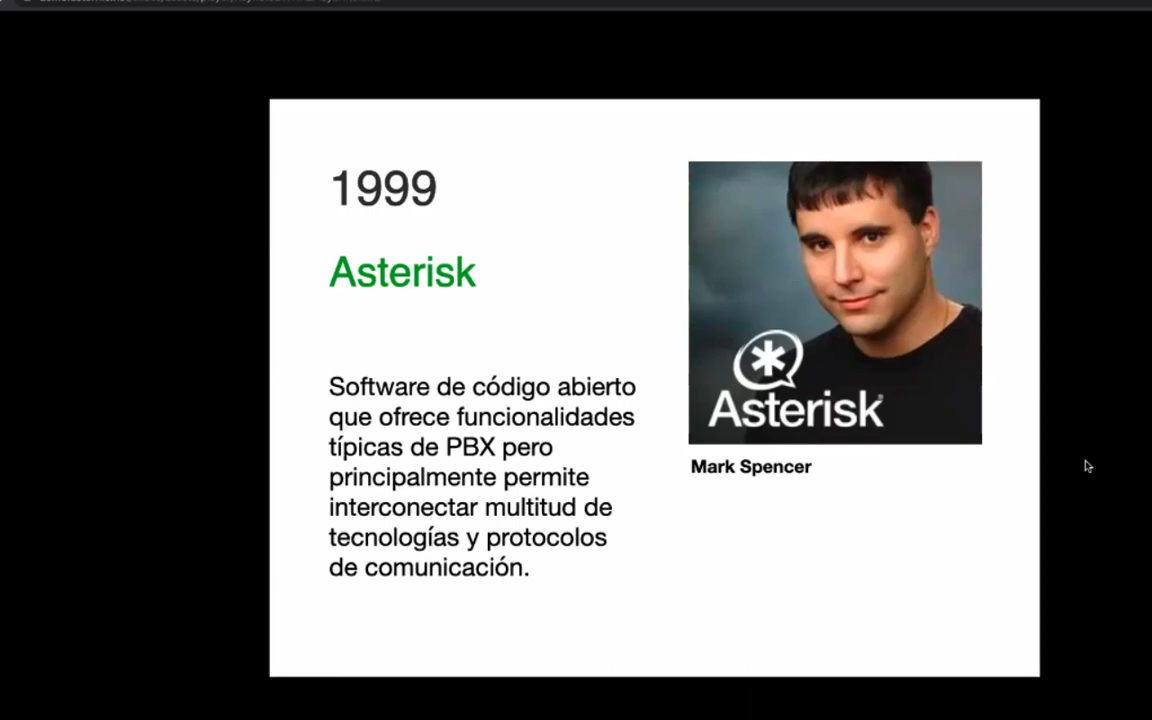 1999
Asterisk
Software de código abierto
que ofrece funcionalidades
típicas de PBX pero
principalmente permite
interconectar multitud de
tecnologías y protocolos
de comunicación.
Asterisk
Mark Spencer